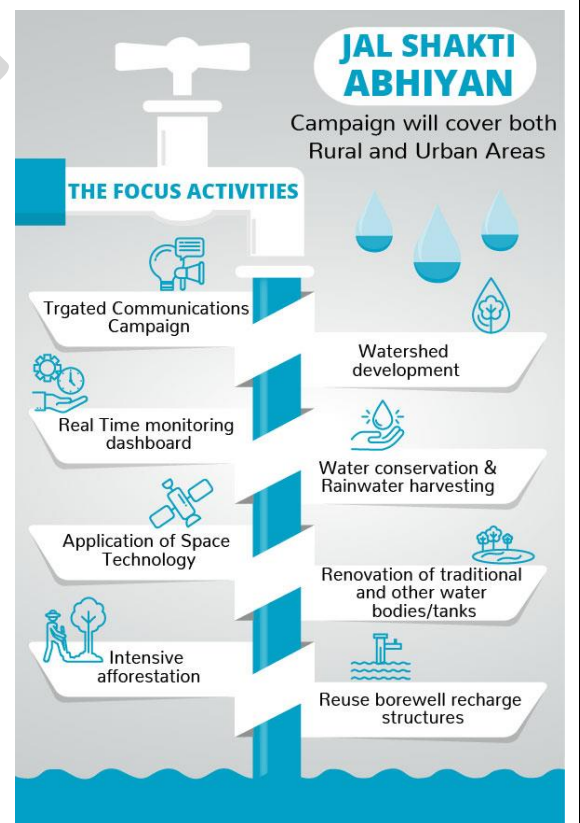 JAL SHAKTI
ABHIYAN
Campaign will cover both
Rural and Urban Areas
THE FOCUS ACTIVITIES
Trgated Communications
Campaign
Watershed
development
Real Time monitoring
dashboard
Water conservation &
Rainwater harvesting
Application of Space
Technology
Renovation of traditional
and other water
bodies/tanks
Intensive
afforestation
Reuse borewell recharge
structures